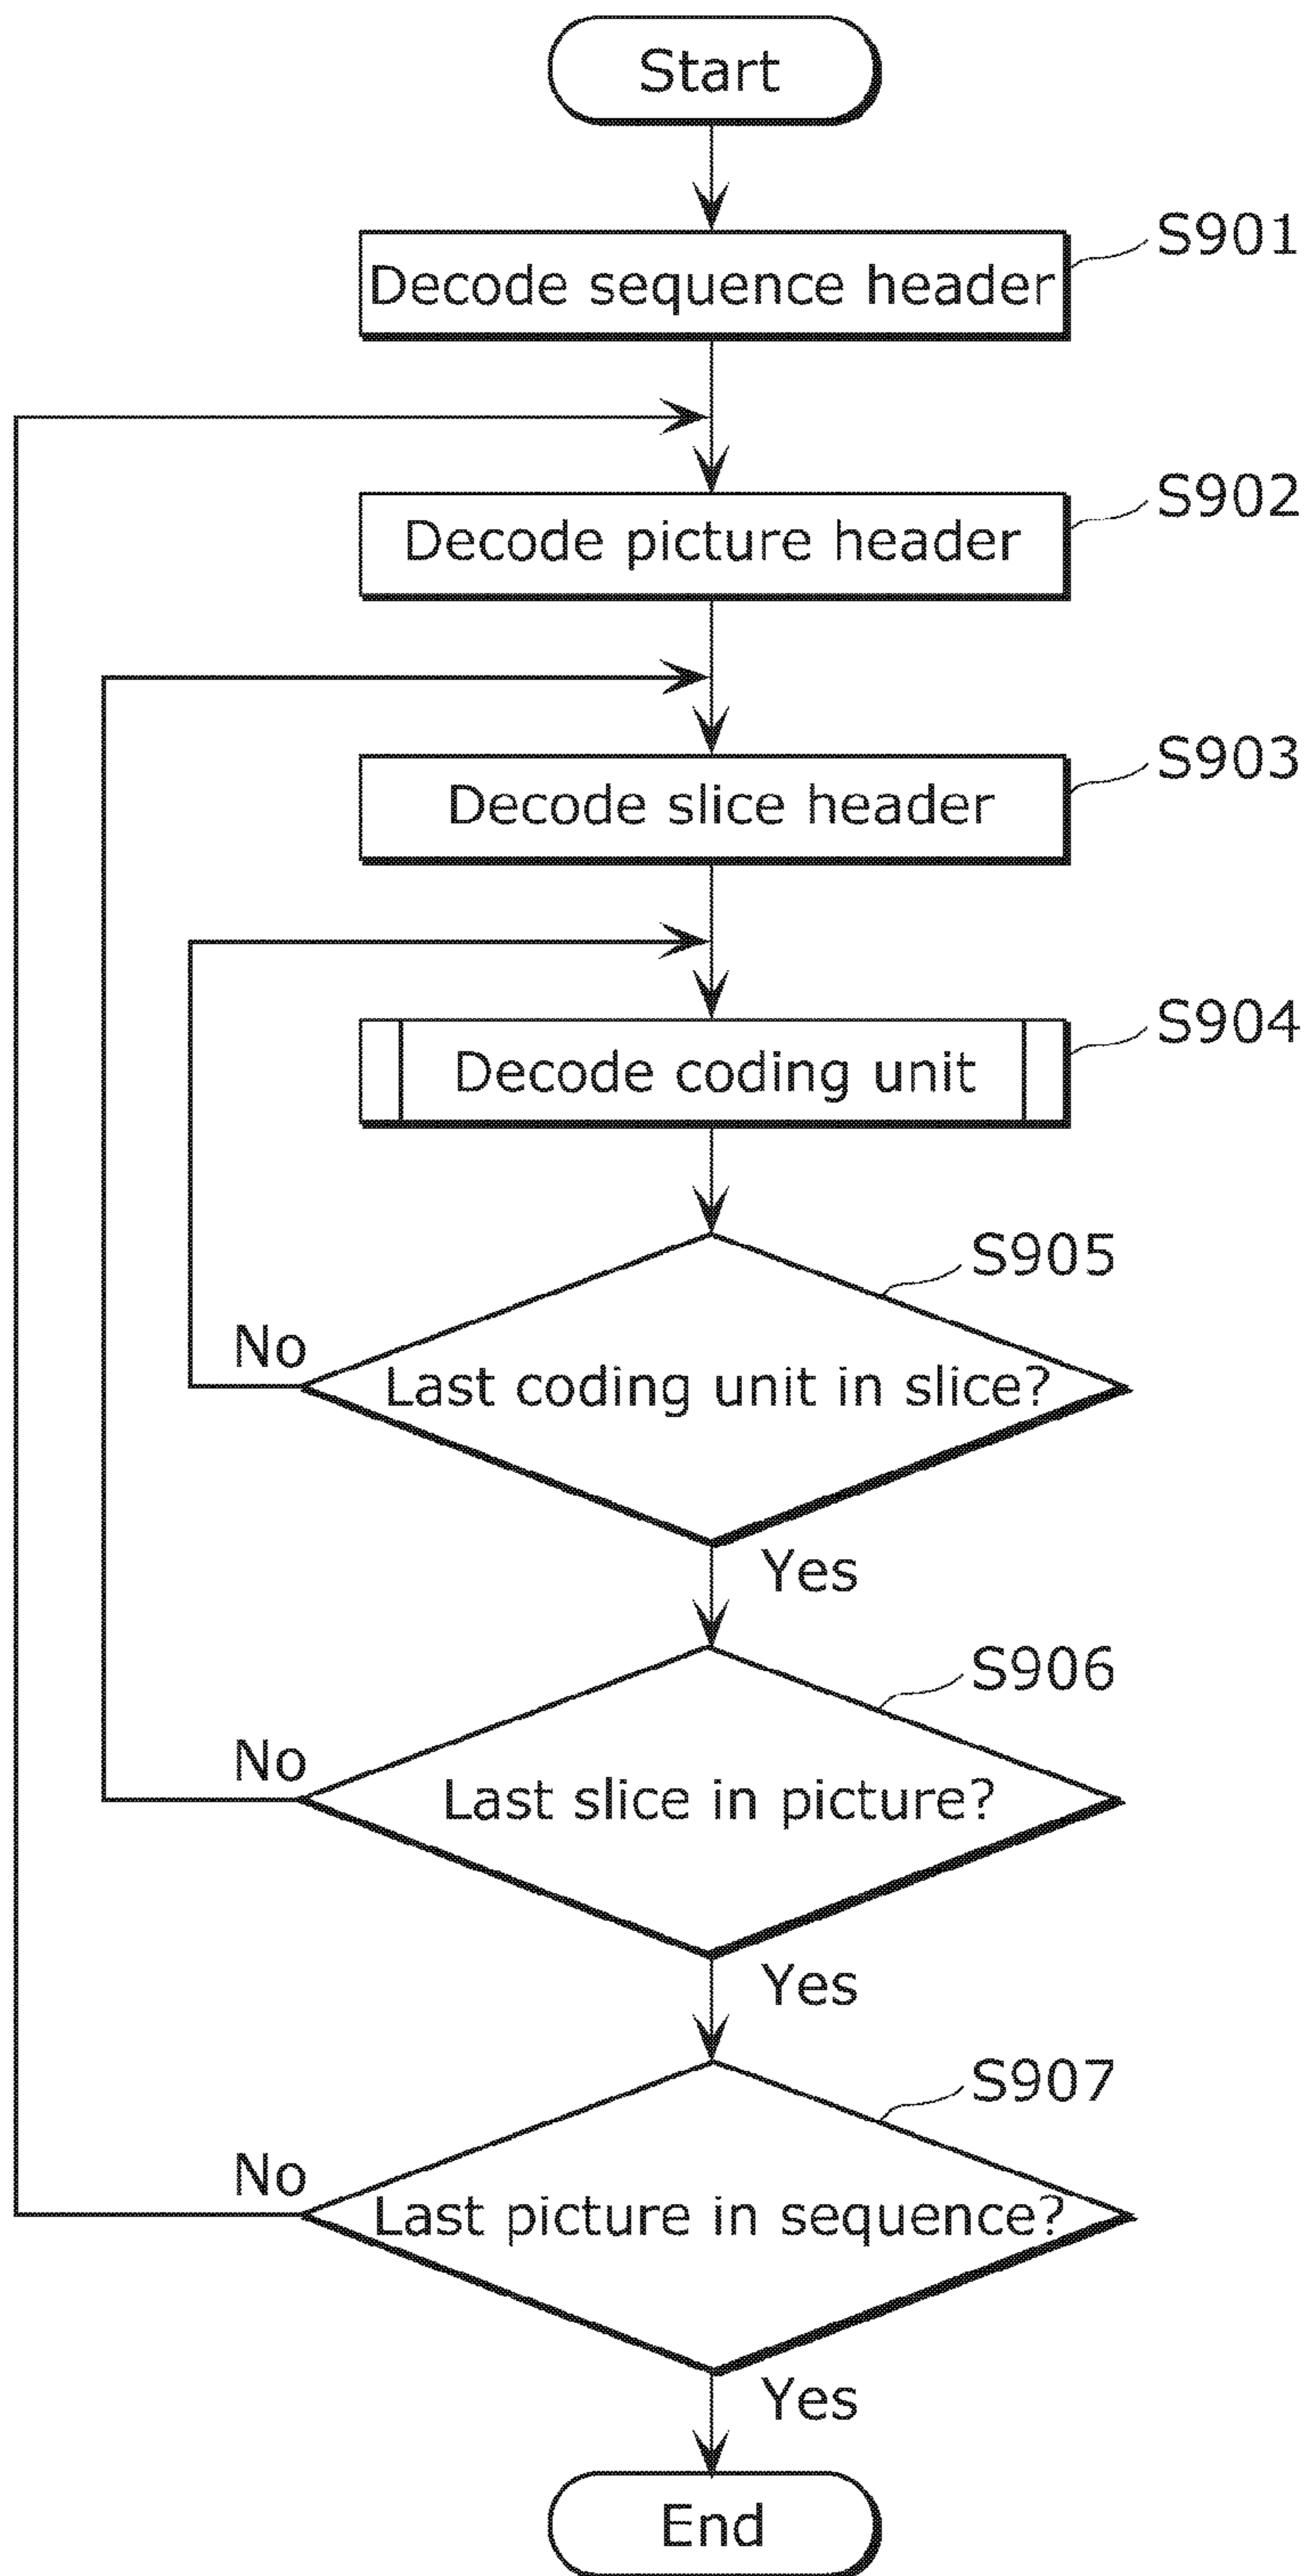 Start
S901
Decode sequence header
S902
Decode picture header
S903
Decode slice header
S904
Decode coding unit
S905
No
Last coding unit in slice?
Yes
S906
No
Last slice in picture?
Yes
S907
No
Last picture in sequence?
Yes
End